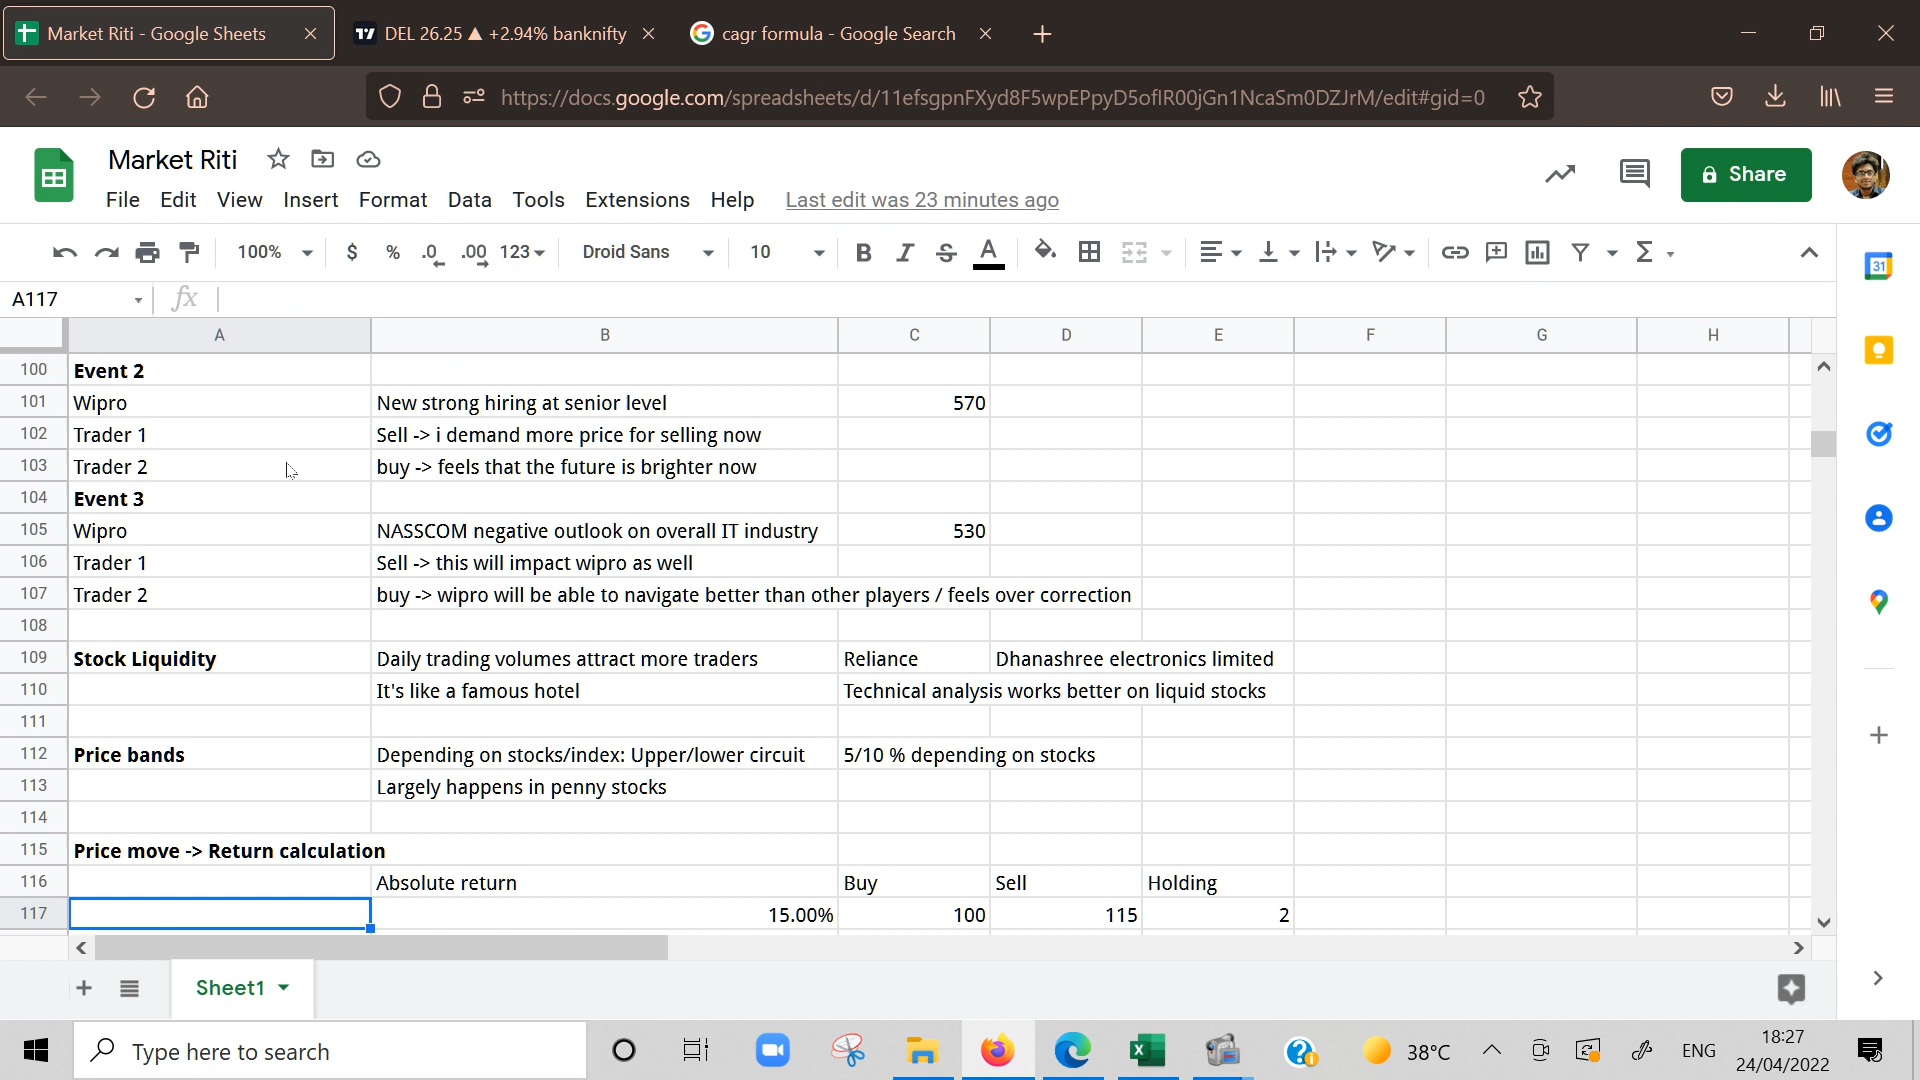 Market Riti - Google Sheets
DEL 26.25 ▲ +2.94% banknifty
cagr formula - Google Search
https://docs.google.com/spreadsheets/d/11efsgpnFXyd8F5wpEPpyD5oflR00jGn1NcaSm0DZJrM/edit#gid=0
Market Riti
File Edit View Insert Format Data Tools Extensions Help Last edit was 23 minutes ago
Share
100% $ % .0 .00 123 Droid Sans 10 B I S A
31
A117 fx
A B C D E F G H
100 Event 2
101 Wipro New strong hiring at senior level 570
102 Trader 1 Sell -> i demand more price for selling now
103 Trader 2 buy -> feels that the future is brighter now
104 Event 3
105 Wipro NASSCOM negative outlook on overall IT industry 530
106 Trader 1 Sell -> this will impact wipro as well
107 Trader 2 buy -> wipro will be able to navigate better than other players / feels over correction
108
109 Stock Liquidity Daily trading volumes attract more traders Reliance Dhanashree electronics limited
110 It's like a famous hotel Technical analysis works better on liquid stocks
111
112 Price bands Depending on stocks/index: Upper/lower circuit 5/10 % depending on stocks
113 Largely happens in penny stocks
114
115 Price move -> Return calculation
116 Absolute return Buy Sell Holding
117 15.00% 100 115 2
Sheet1
Type here to search
38°C
ENG
18:27
24/04/2022